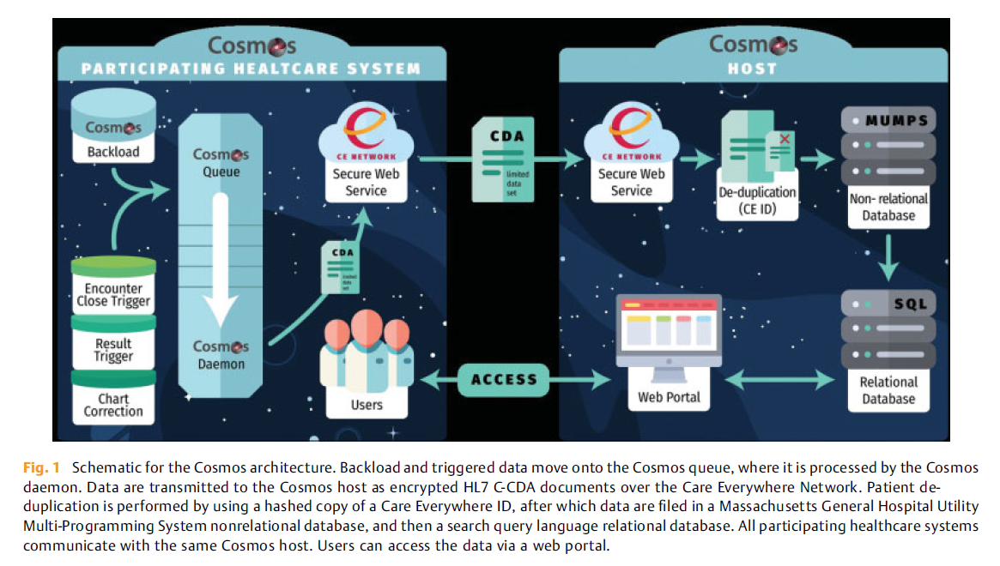 Cosmos
PARTICIPATING HEALTCARE SYSTEM
Cosmos
Backload
Encounter
Close Trigger
Result
Trigger
Chart
Correction
Cosmos
Queue
Cosmos
Daemon
CDA
limited
data
set
CE NETWORK
Secure Web
Service
Users
CDA
limited
data
set
ACCESS
Cosmos
HOST
CE NETWORK
Secure Web
Service
De-duplication
(CE ID)
MUMPS
Non- relational
Database
SQL
Relational
Database
Web Portal
Fig. 1 Schematic for the Cosmos architecture. Backload and triggered data move onto the Cosmos queue, where it is processed by the Cosmos
daemon. Data are transmitted to the Cosmos host as encrypted HL7 C-CDA documents over the Care Everywhere Network. Patient de-
duplication is performed by using a hashed copy of a Care Everywhere ID, after which data are filed in a Massachusetts General Hospital Utility
Multi-Programming System nonrelational database, and then a search query language relational database. All participating healthcare systems
communicate with the same Cosmos host. Users can access the data via a web portal.